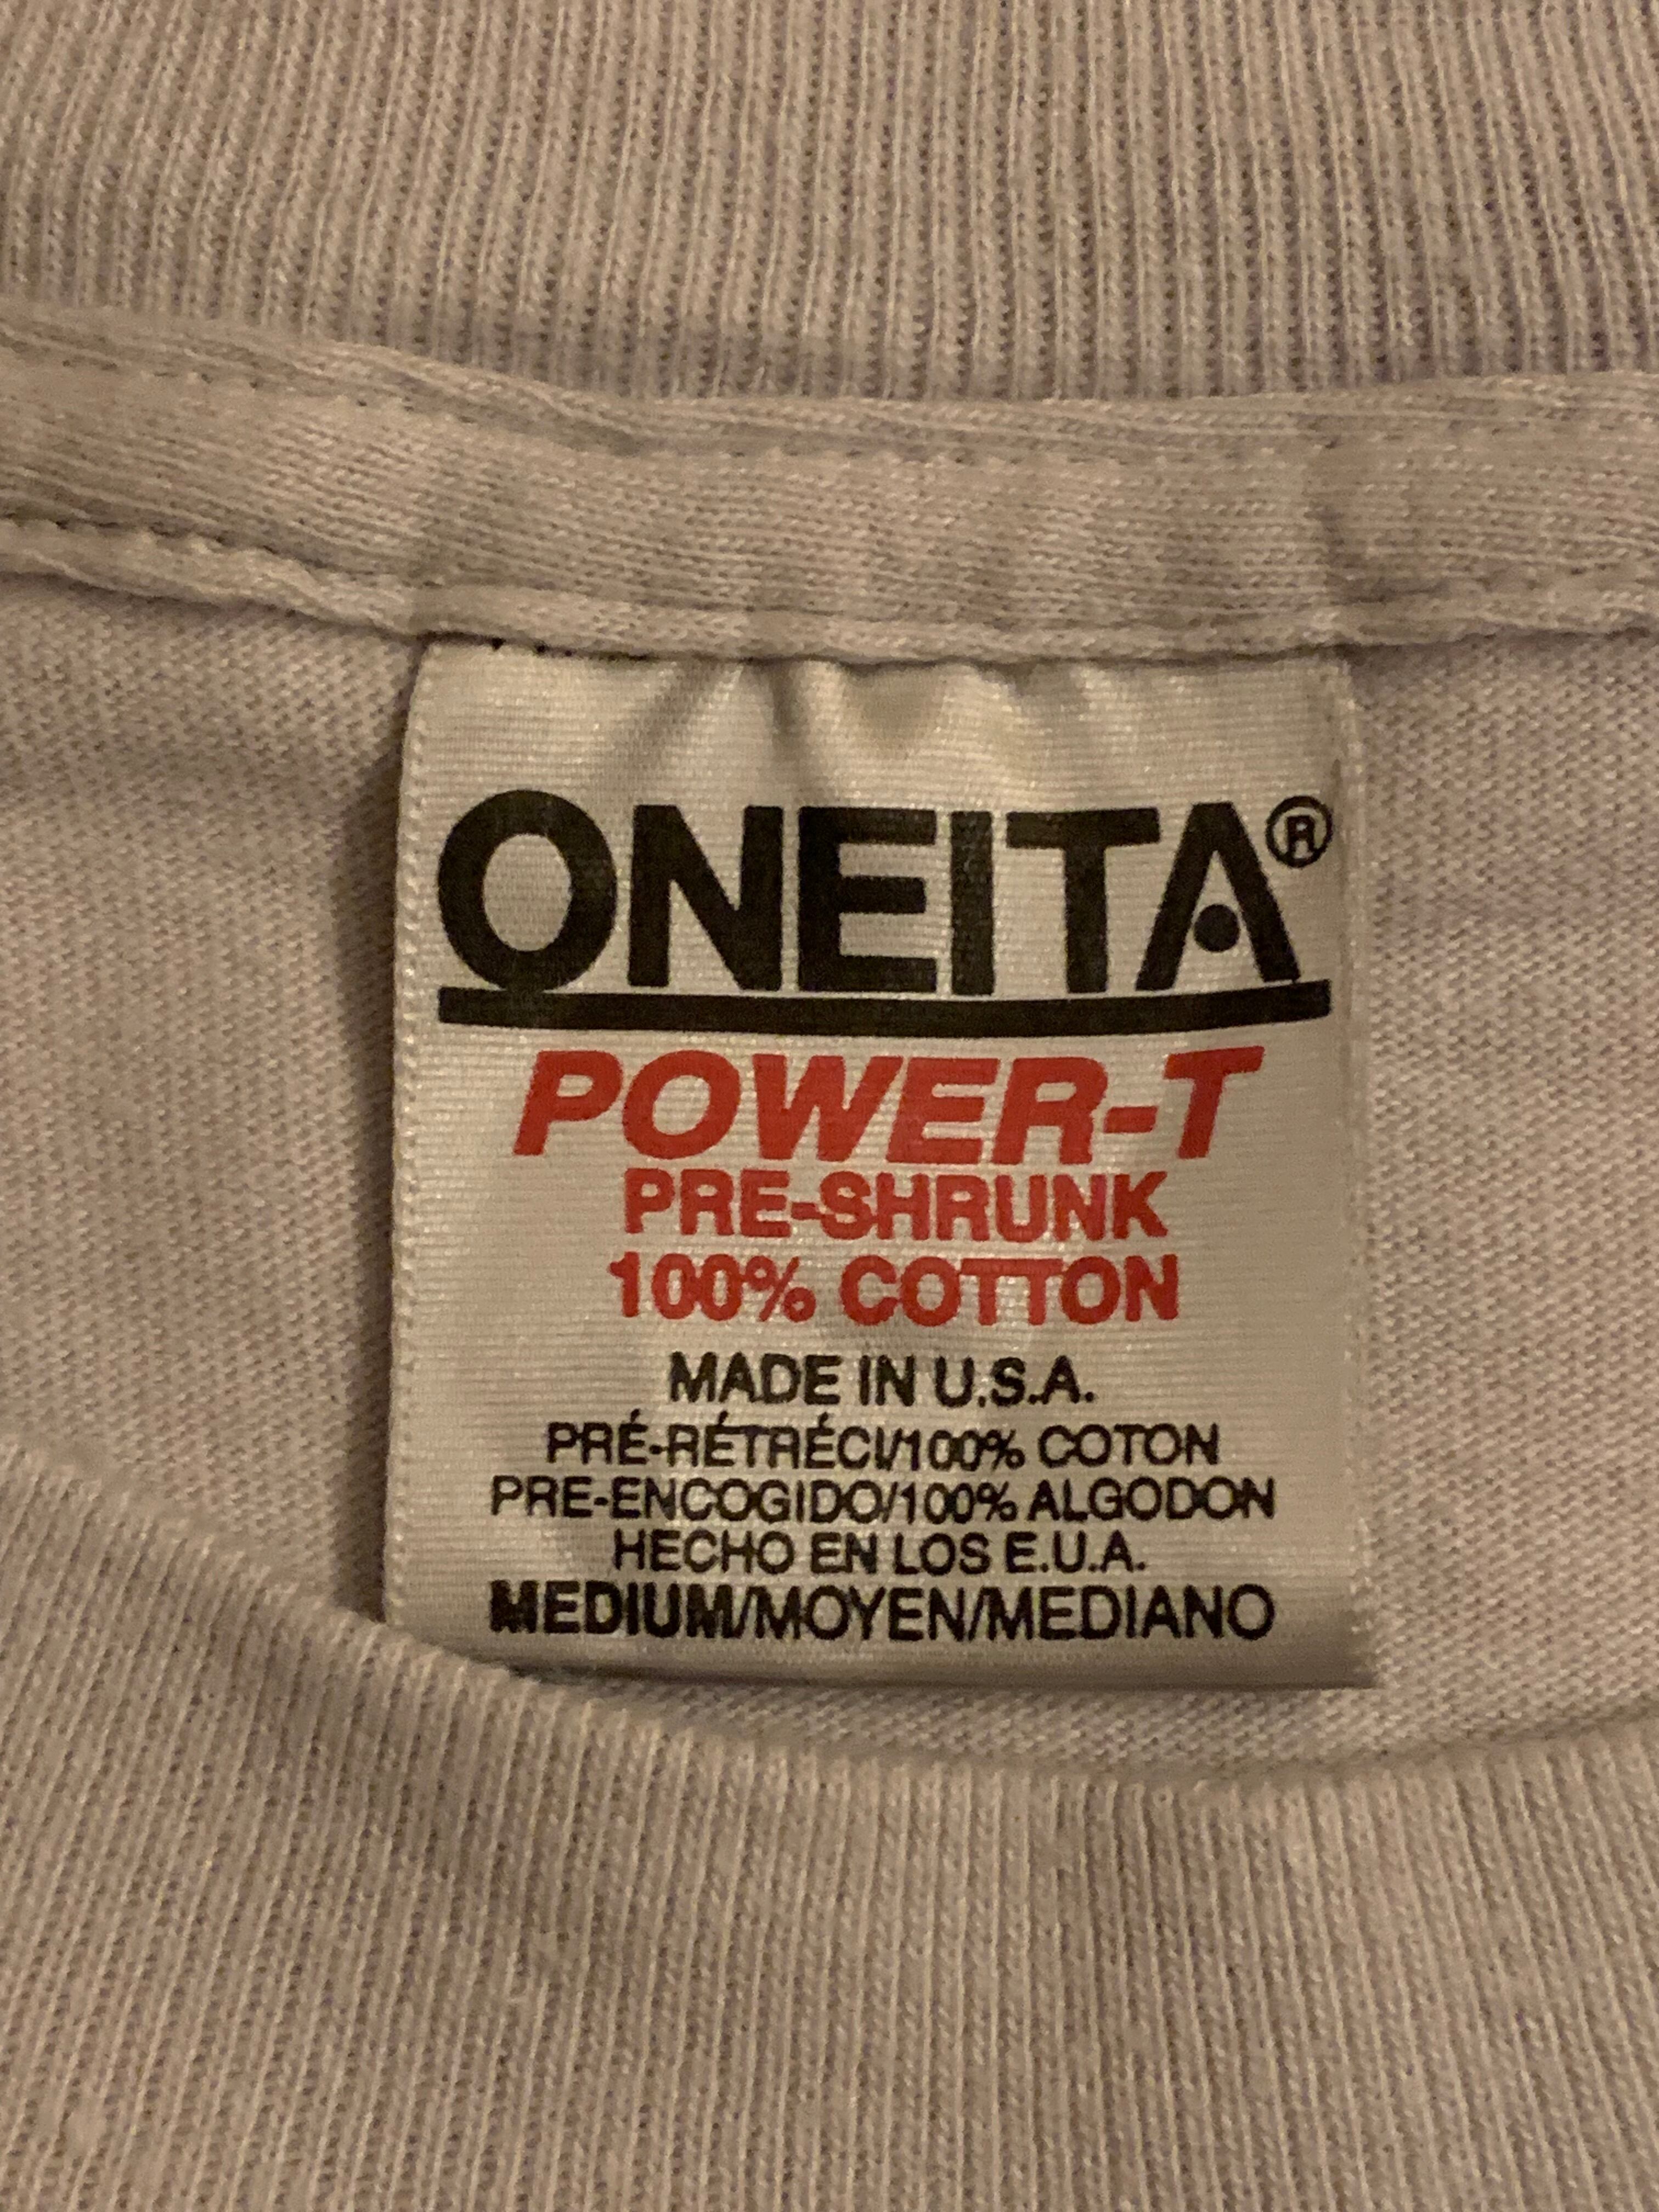 ONEITA®
POWER-T
PRE-SHRUNK
100% COTTON
MADE IN U.S.A.
PRÉ-RÉTRÉCI/100% COTON
PRE-ENCOGIDO/100% ALGODON
HECHO EN LOS E.U.A.
MEDIUM/MOYEN/MEDIANO